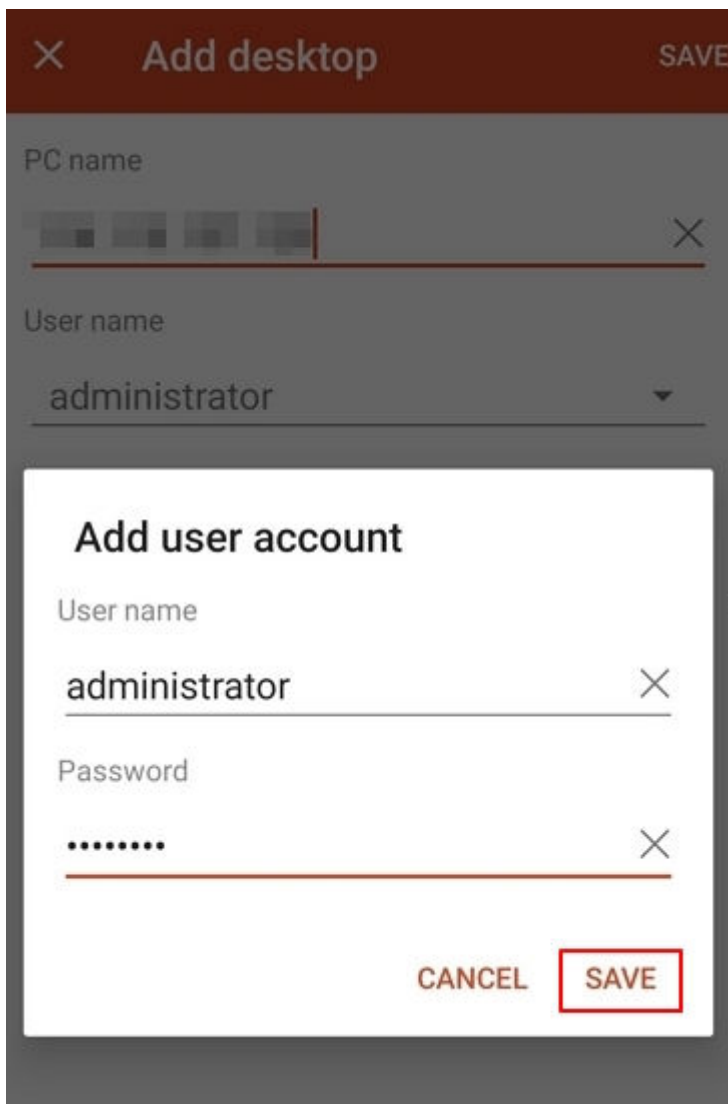 Add desktop SAVE
PC name
User name
administrator
Add user account
User name
administrator
Password
••••••••
CANCEL SAVE